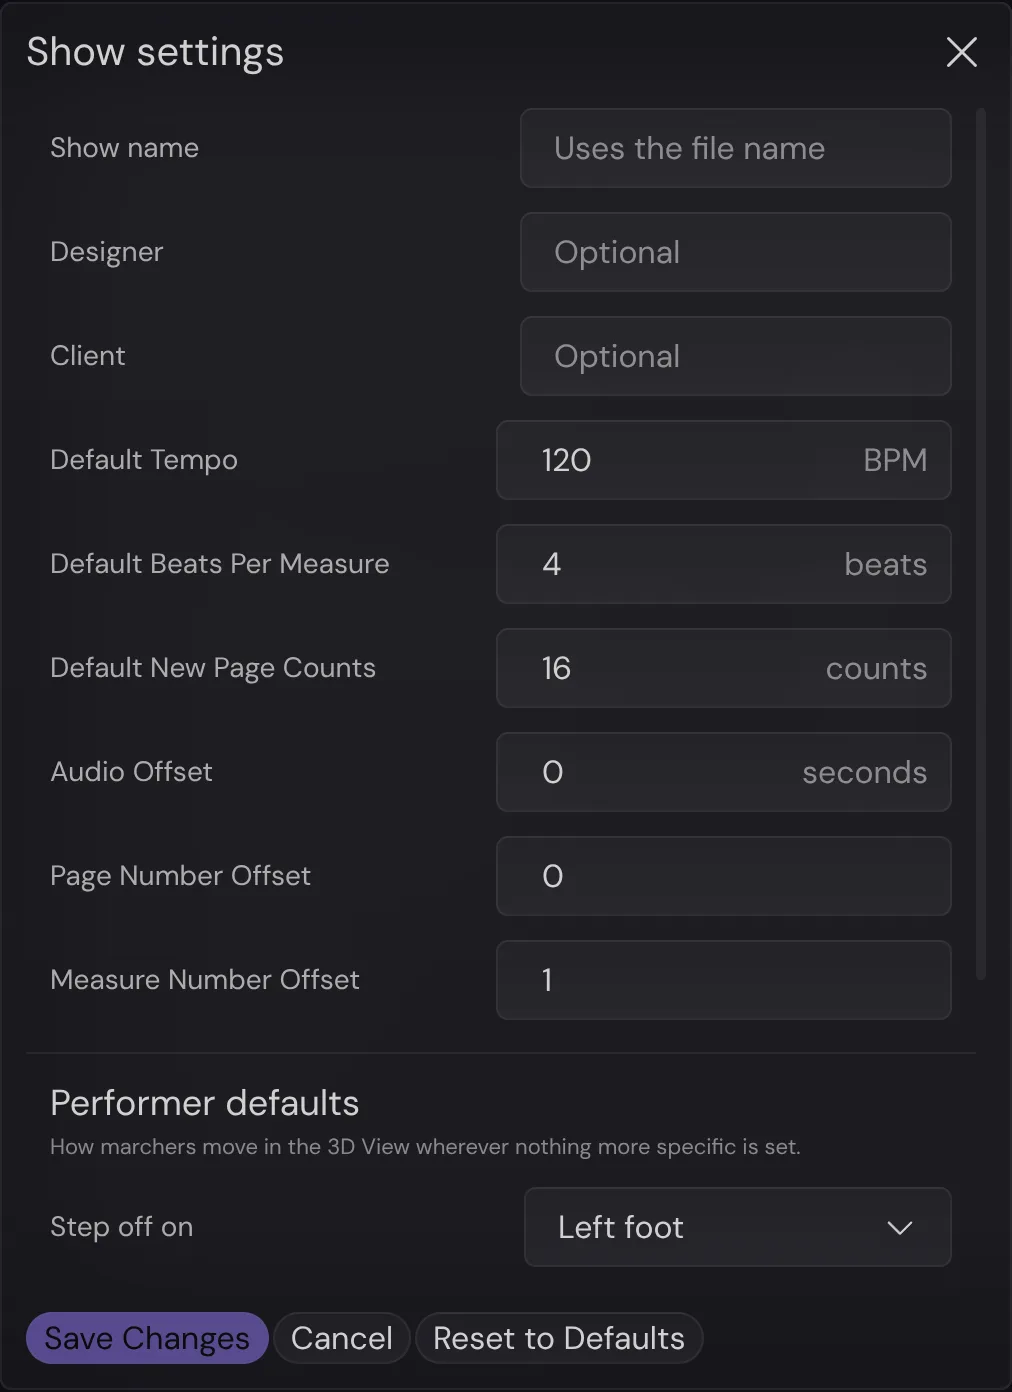 Show settings
Show name
Uses the file name
Designer
Optional
Client
Optional
Default Tempo
120 BPM
Default Beats Per Measure
4 beats
Default New Page Counts
16 counts
Audio Offset
0 seconds
Page Number Offset
0
Measure Number Offset
1
Performer defaults
How marchers move in the 3D View wherever nothing more specific is set.
Step off on
Left foot
Save Changes
Cancel
Reset to Defaults